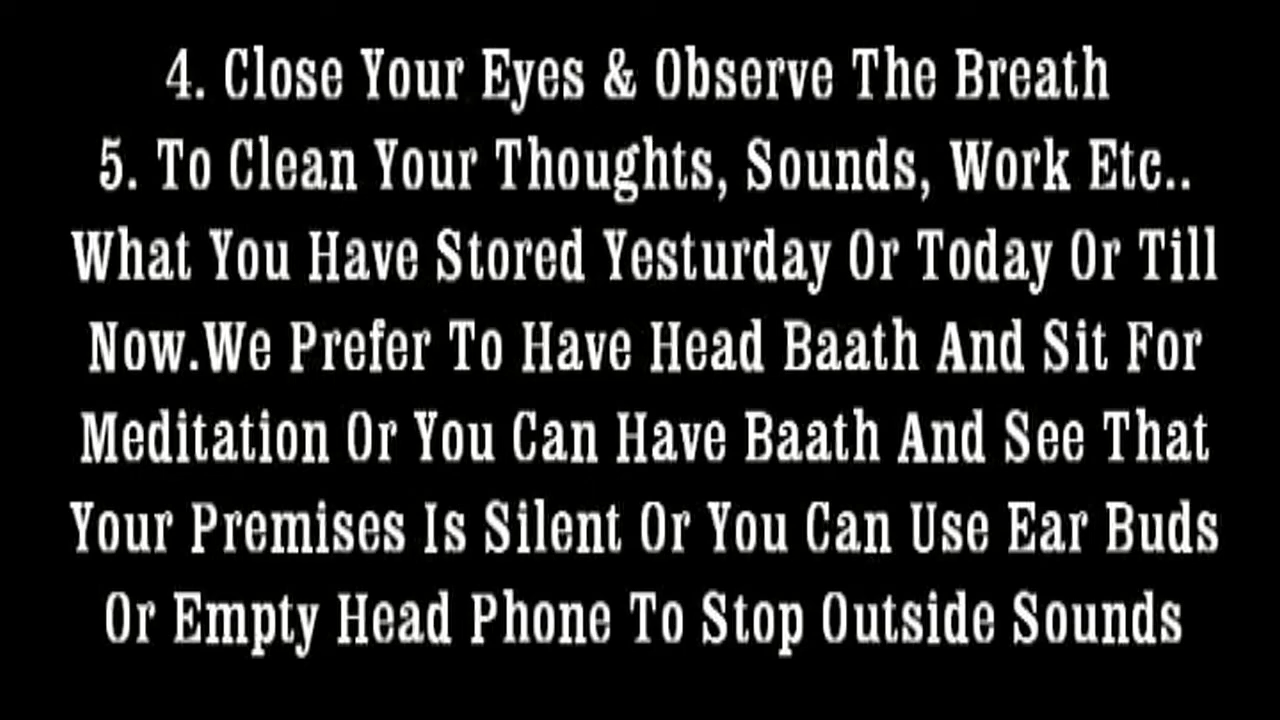 4. Close Your Eyes & Observe The Breath
5. To Clean Your Thoughts, Sounds, Work Etc..
What You Have Stored Yesturday Or Today Or Till
Now.We Prefer To Have Head Baath And Sit For
Meditation Or You Can Have Baath And See That
Your Premises Is Silent Or You Can Use Ear Buds
Or Empty Head Phone To Stop Outside Sounds